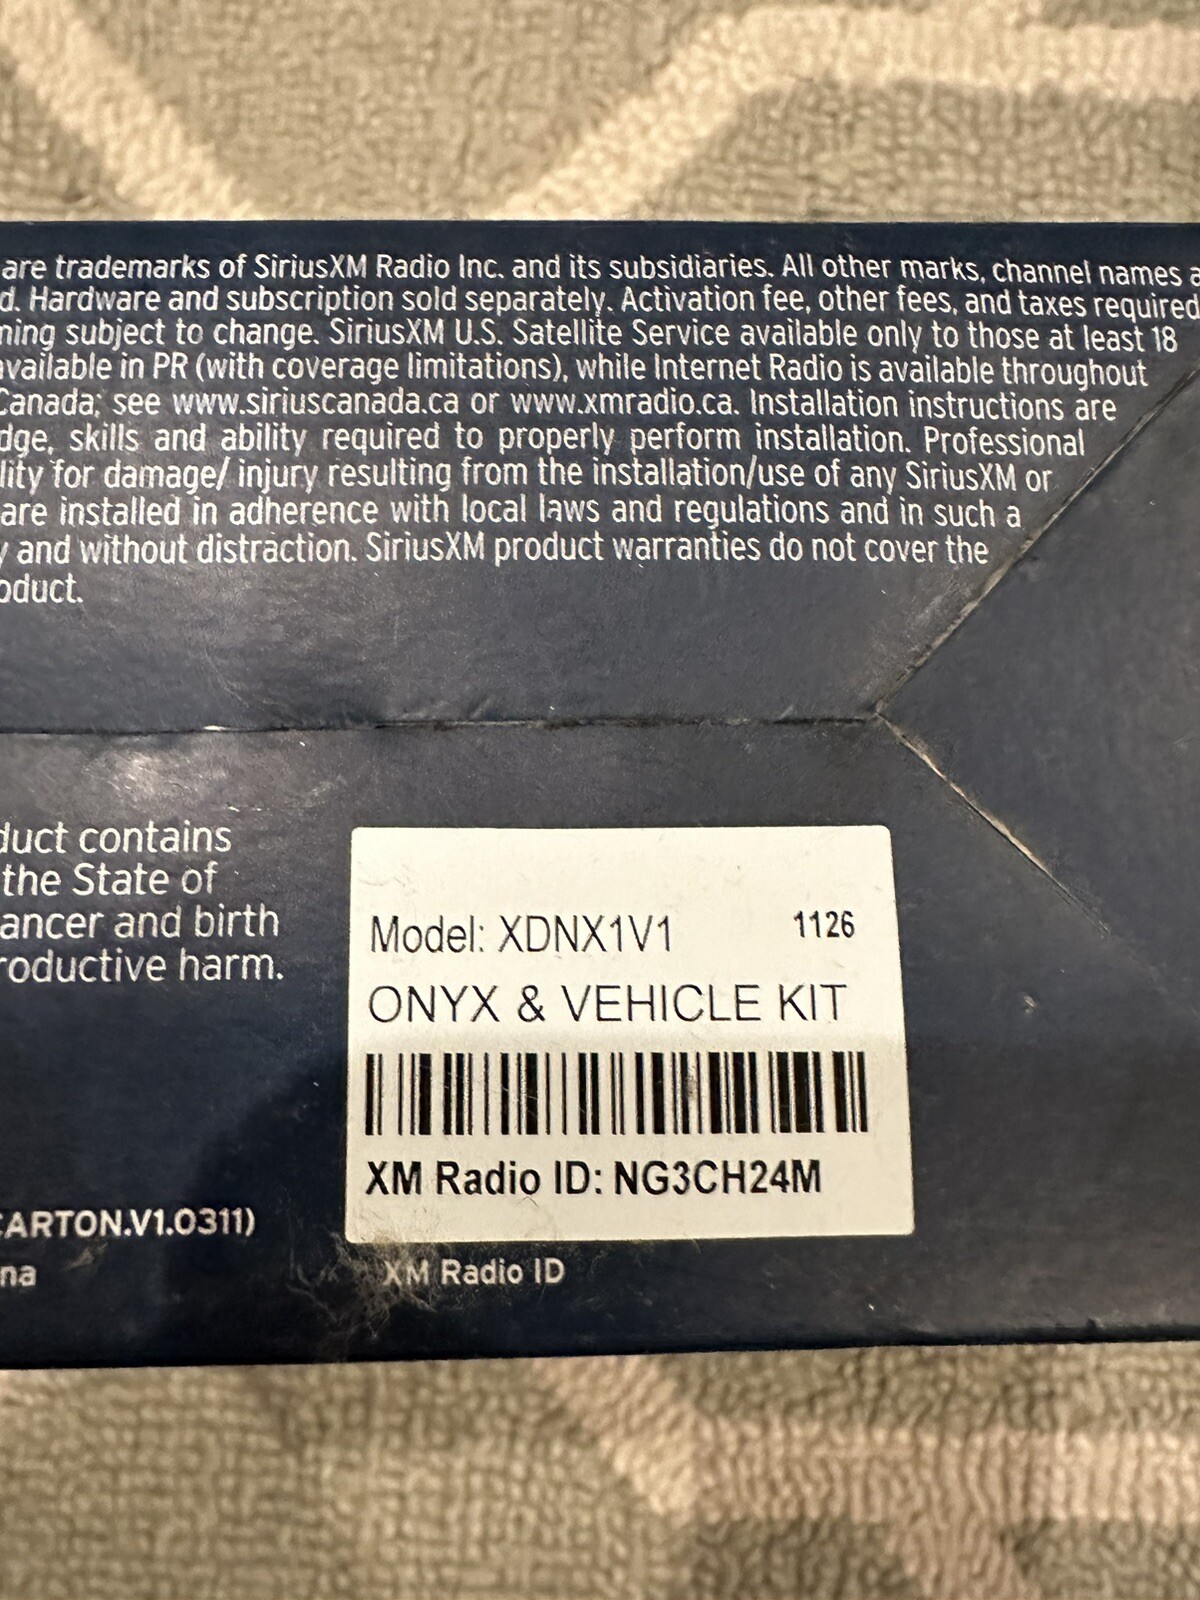 are trademarks of SiriusXM Radio Inc. and its subsidiaries. All other marks, channel names a
d. Hardware and subscription sold separately. Activation fee, other fees, and taxes required
ming subject to change. SiriusXM U.S. Satellite Service available only to those at least 18
available in PR (with coverage limitations), while Internet Radio is available throughout
Canada; see www.siriuscanada.ca or www.xmradio.ca. Installation instructions are
dge, skills and ability required to properly perform installation. Professional
lity for damage/ injury resulting from the installation/use of any SiriusXM or
are installed in adherence with local laws and regulations and in such a
y and without distraction. SiriusXM product warranties do not cover the
oduct.
duct contains
the State of
ancer and birth
roductive harm.
Model: XDNX1V1 1126
ONYX & VEHICLE KIT
XM Radio ID: NG3CH24M
CARTON.V1.0311)
na
XM Radio ID